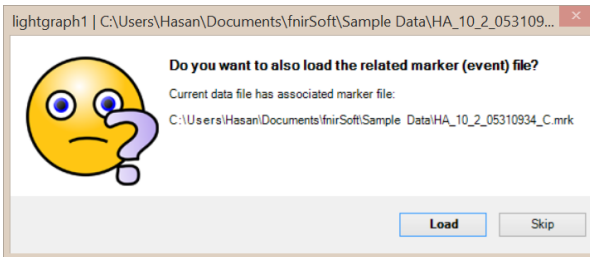 lightgraph1 | C:\Users\Hasan\Documents\fnirSoft\Sample Data\HA_10_2_053109...
Do you want to also load the related marker (event) file?
Current data file has associated marker file:
C:\Users\Hasan\Documents\fnirSoft\Sample Data\HA_10_2_05310934_C.mrk
Load Skip